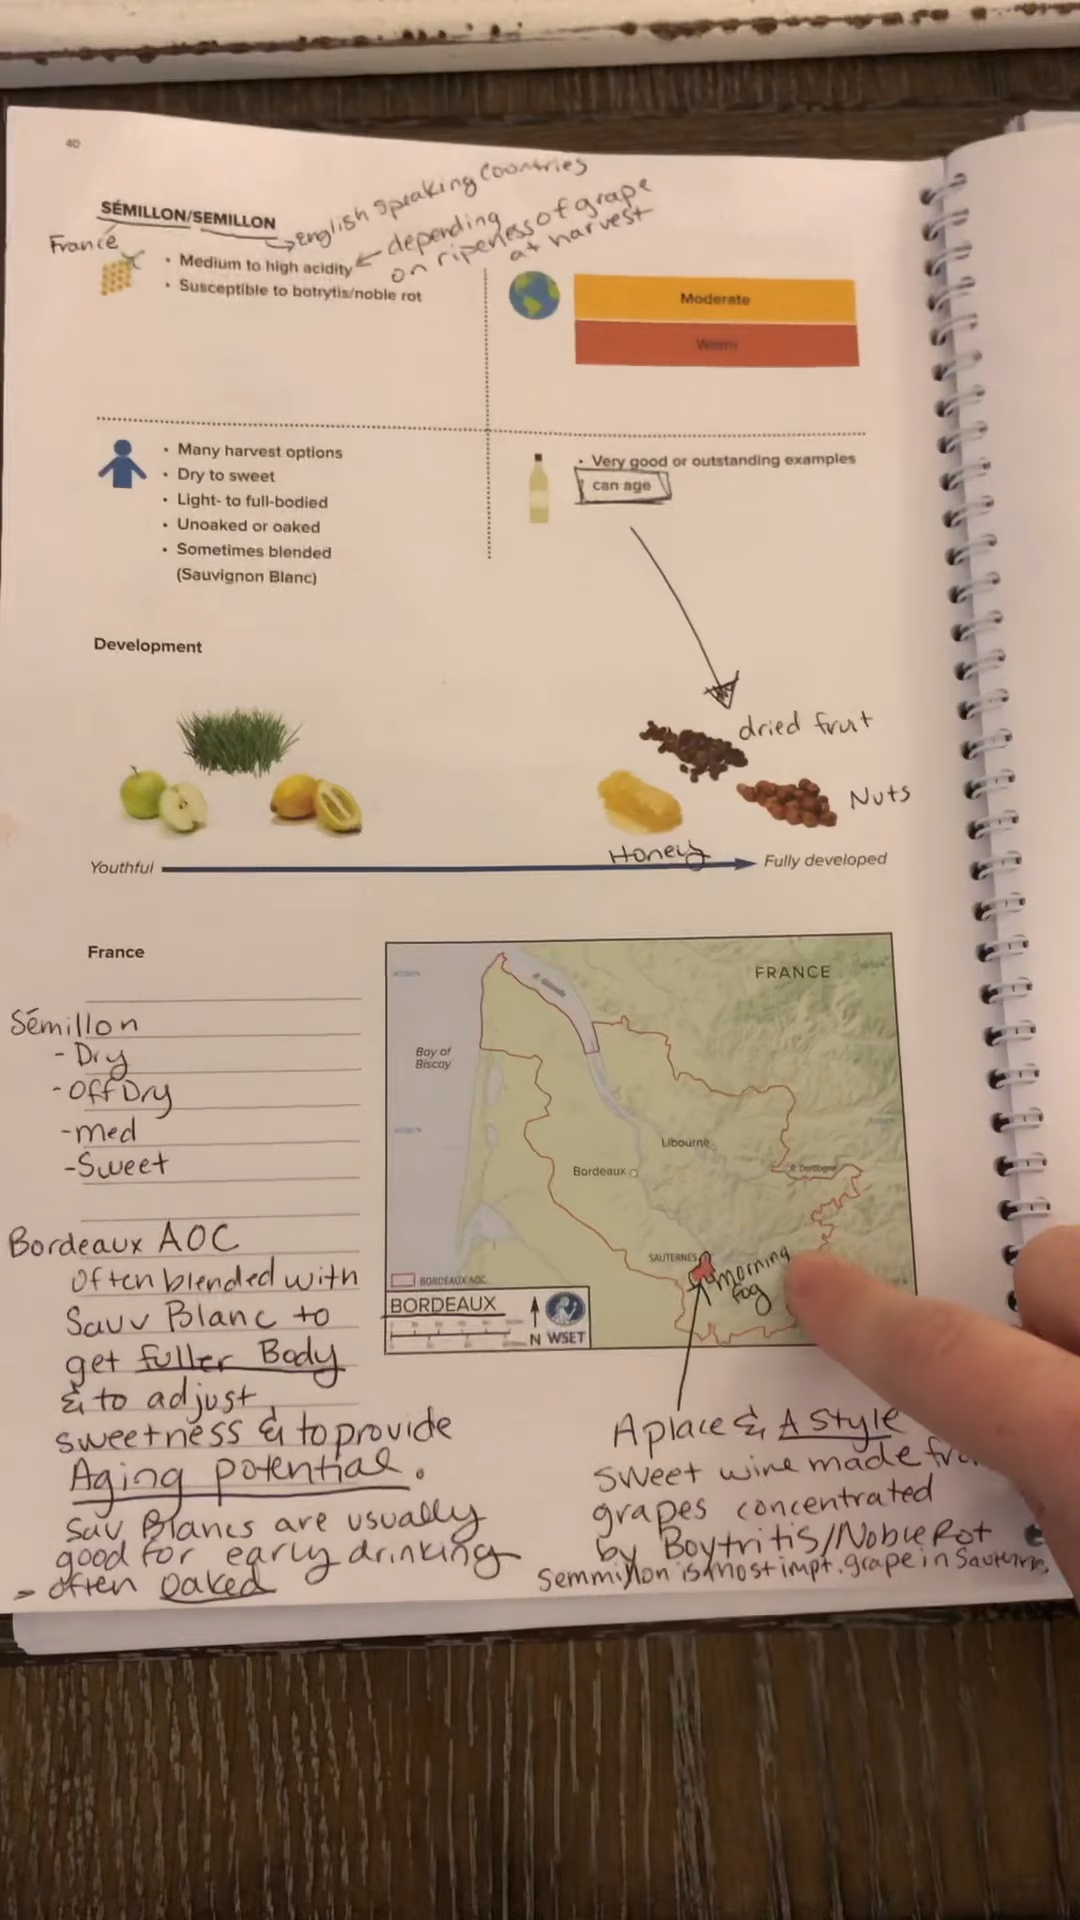 40
SÉMILLON/SEMILLON
English Speaking Countries
France
depending
on ripeness of grape
at harvest
• Medium to high acidity
• Susceptible to botrytis/noble rot
Moderate
Warm
• Many harvest options
• Dry to sweet
• Light- to full-bodied
• Unoaked or oaked
• Sometimes blended
(Sauvignon Blanc)
• Very good or outstanding examples
can age
Development
dried fruit
Nuts
Honey
Youthful
Fully developed
France
Sémillon
- Dry
- Off Dry
- med
- Sweet
Bordeaux AOC
Often blended with
Sauv Blanc to
get fuller Body
& to adjust
sweetness & to provide
Aging potential.
Sav Blancs are usually
good for early drinking
- often Oaked
FRANCE
Bay of
Biscay
Libourne
Bordeaux
R. Dordogne
SAUTERNES
Morning
Fog
BORDEAUX AOC
BORDEAUX
N WSET
A place & A Style
Sweet wine made
grapes concentrated
by Boytritis/Noble Rot
Semmillon is most impt. grape in Sauternes